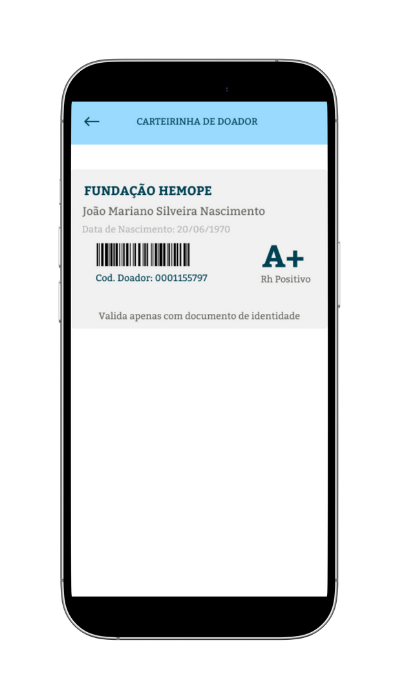 CARTEIRINHA DE DOADOR
FUNDAÇÃO HEMOPE
João Mariano Silveira Nascimento
Data de Nascimento: 20/06/1970
A+
Cod. Doador: 0001155797
Rh Positivo
Valida apenas com documento de identidade